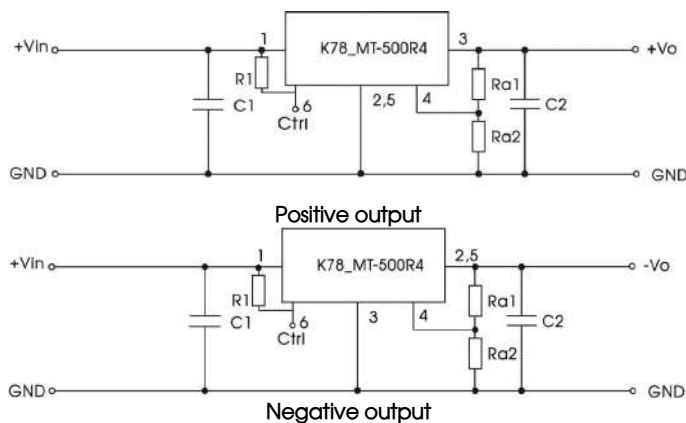 +Vin
1
K78_MT-500R4
3
+Vo
R1
Ra1
C1
6
2,5
4
C2
Ctrl
Ra2
GND
GND
Positive output
+Vin
1
K78_MT-500R4
2,5
-Vo
R1
Ra1
C1
6
3
4
C2
Ctrl
Ra2
GND
GND
Negative output